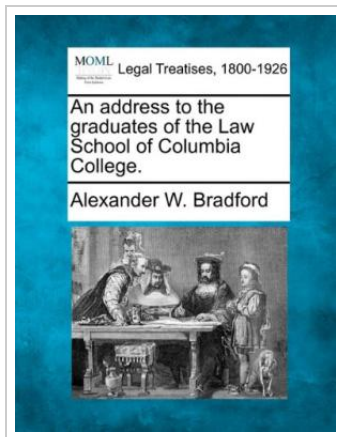 MOML
Legal Treatises, 1800-1926
An address to the
graduates of the Law
School of Columbia
College.
Alexander W. Bradford